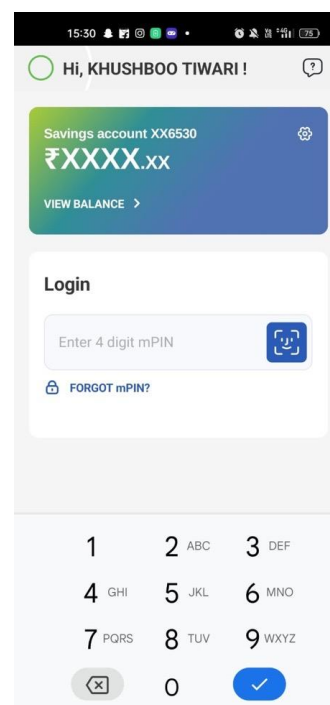 15:30
75
Hi, KHUSHBOO TIWARI !
?
Savings account XX6530
₹XXXX.xx
VIEW BALANCE >
Login
Enter 4 digit mPIN
FORGOT mPIN?
1 2 ABC 3 DEF
4 GHI 5 JKL 6 MNO
7 PQRS 8 TUV 9 WXYZ
0